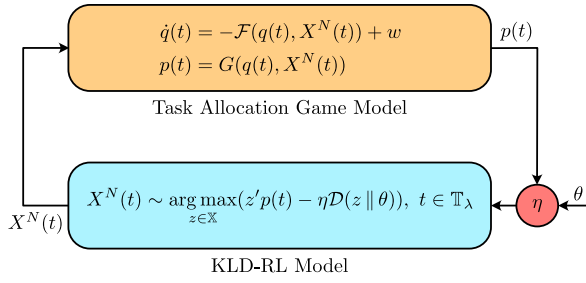 q̇(t) = −𝓕(q(t), X^N(t)) + w
p(t) = G(q(t), X^N(t))
p(t)
Task Allocation Game Model
X^N(t) ∼ arg max_{z∈𝕏}(z′p(t) − η𝒟(z ∥ θ)), t ∈ 𝕋_λ
η
θ
X^N(t)
KLD-RL Model